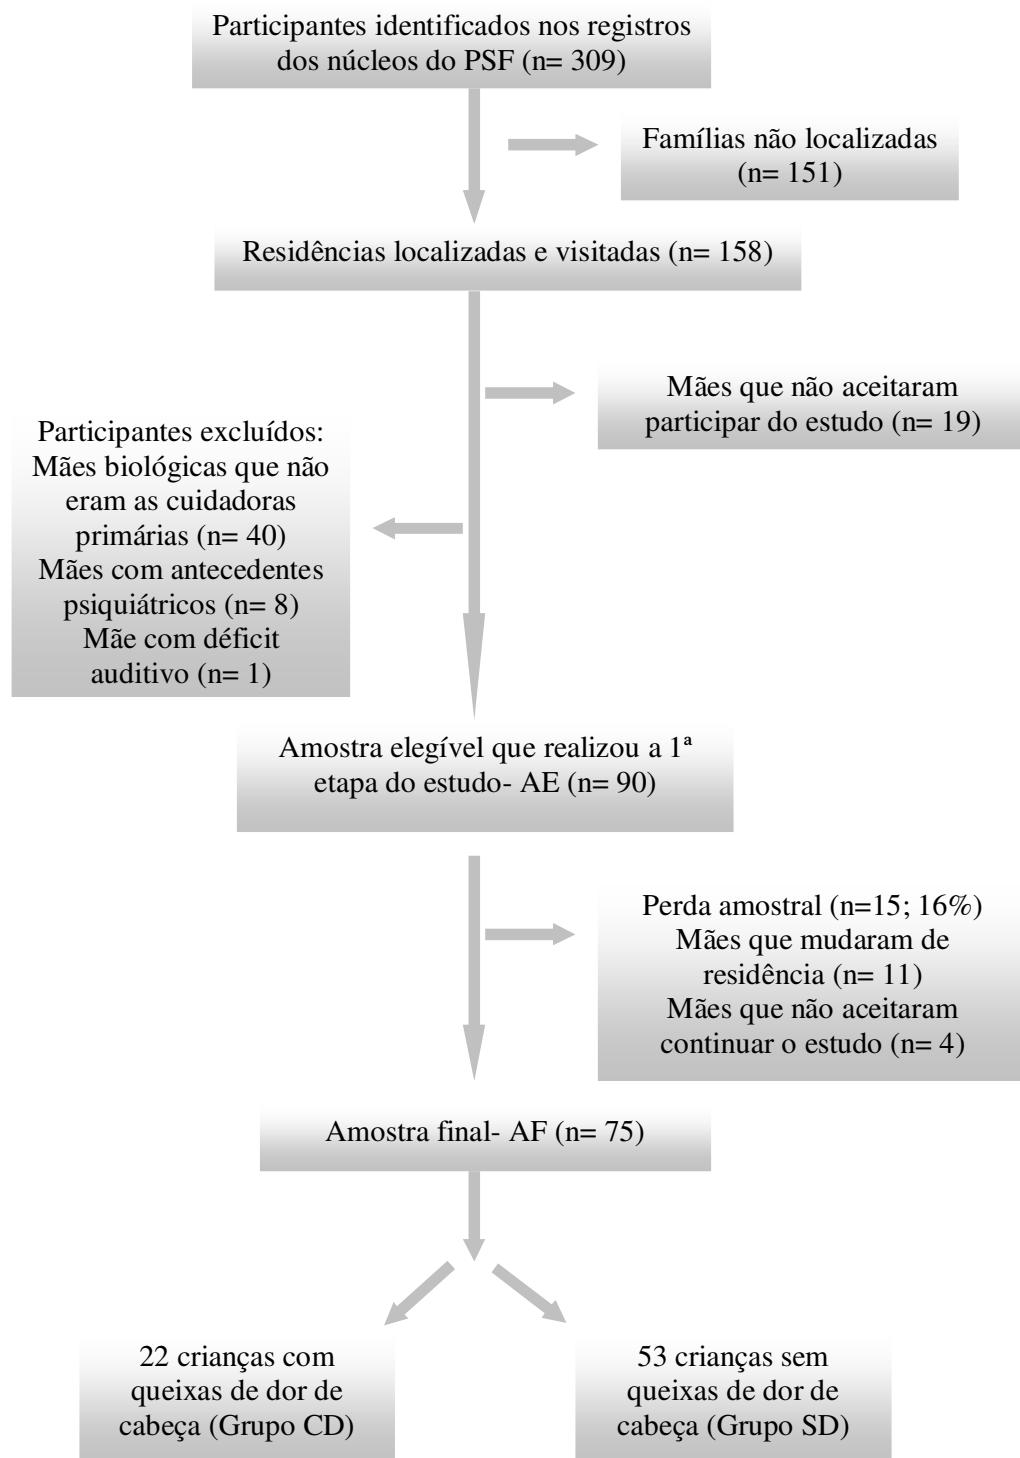 Participantes identificados nos registros
dos núcleos do PSF (n= 309)
Famílias não localizadas
(n= 151)
Residências localizadas e visitadas (n= 158)
Mães que não aceitaram
participar do estudo (n= 19)
Participantes excluídos:
Mães biológicas que não
eram as cuidadoras
primárias (n= 40)
Mães com antecedentes
psiquiátricos (n= 8)
Mãe com déficit
auditivo (n= 1)
Amostra elegível que realizou a 1ª
etapa do estudo- AE (n= 90)
Perda amostral (n=15; 16%)
Mães que mudaram de
residência (n= 11)
Mães que não aceitaram
continuar o estudo (n= 4)
Amostra final- AF (n= 75)
22 crianças com
queixas de dor de
cabeça (Grupo CD)
53 crianças sem
queixas de dor de
cabeça (Grupo SD)